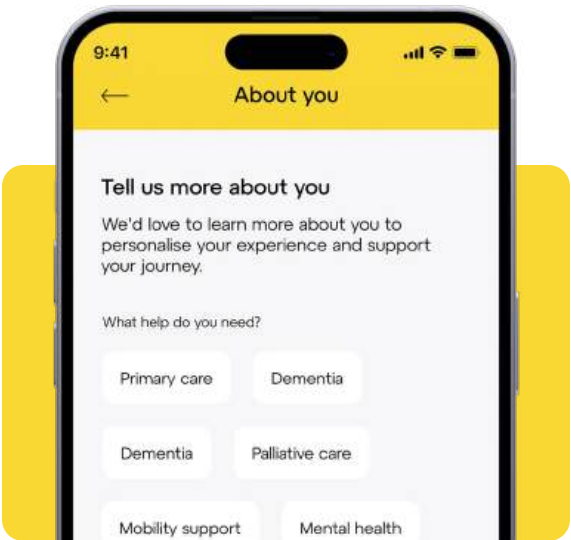 9:41
About you
Tell us more about you
We'd love to learn more about you to
personalise your experience and support
your journey.
What help do you need?
Primary care Dementia
Dementia Palliative care
Mobility support Mental health